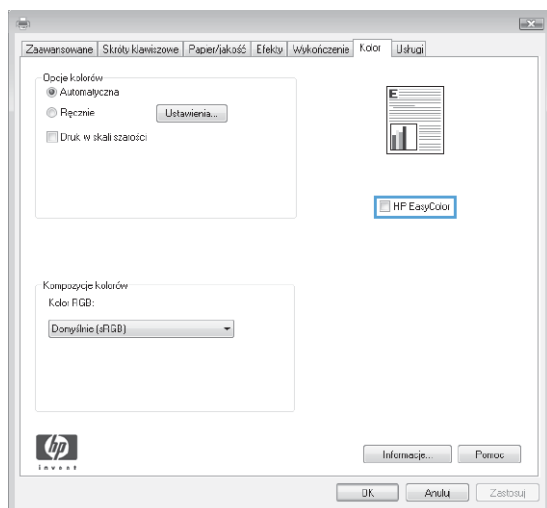 Zaawansowane Skróty klawiszowe Papier/jakość Efekty Wykończenie Kolor Usługi
Opcje kolorów
Automatyczna
Ręcznie Ustawienia...
Druk w skali szarości
E
HP EasyColor
Kompozycje kolorów
Kolor RGB:
Domyślnie (sRGB)
hp
invent
Informacje... Pomoc
OK Anuluj Zastosuj